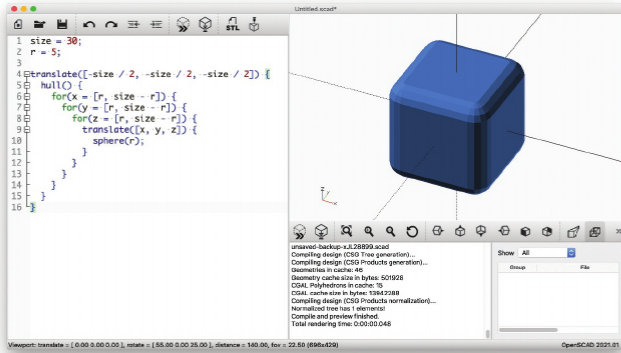 Untitled.scad*
STL
1 size = 30;
2 r = 5;
3
4 translate([-size / 2, -size / 2, -size / 2]) {
5 hull() {
6 for(x = [r, size - r]) {
7 for(y = [r, size - r]) {
8 for(z = [r, size - r]) {
9 translate([x, y, z]) {
10 sphere(r);
11 }
12 }
13 }
14 }
15 }
16 }
unsaved-backup-xJL28899.scad
Compiling design (CSG Tree generation)...
Compiling design (CSG Products generation)...
Geometries in cache: 46
Geometry cache size in bytes: 501928
CGAL Polyhedrons in cache: 15
CGAL cache size in bytes: 13942288
Compiling design (CSG Products normalization)...
Normalized tree has 1 elements!
Compile and preview finished.
Total rendering time: 0:00:00.048
Show All
Group File
Viewport: translate = [ 0.00 0.00 0.00 ], rotate = [ 55.00 0.00 25.00 ], distance = 140.00, fov = 22.50 (696x429)
OpenSCAD 2021.01